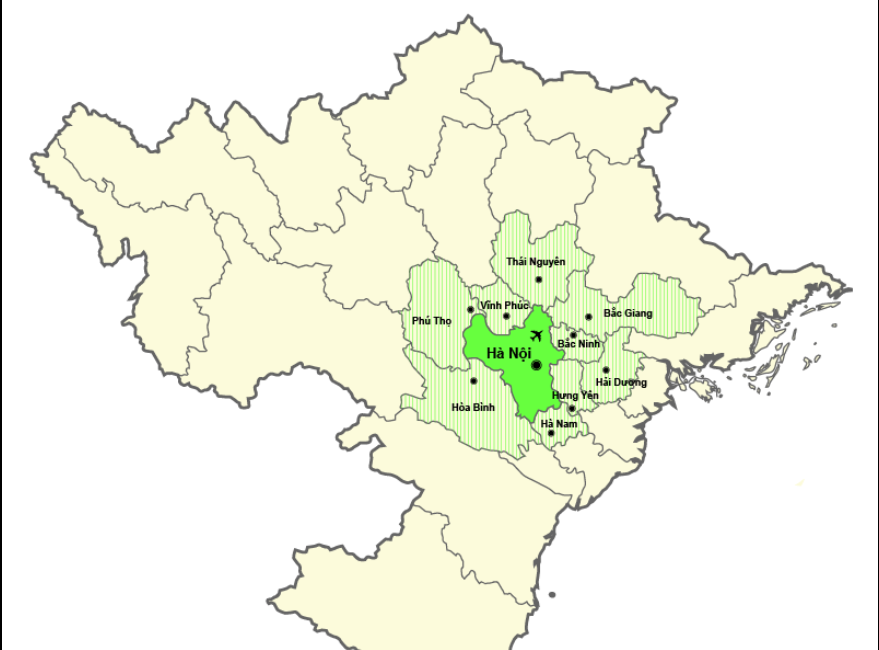 Thái Nguyên
Vĩnh Phúc
Phú Thọ
Bắc Giang
Bắc Ninh
Hà Nội
Hải Dương
Hưng Yên
Hòa Bình
Hà Nam